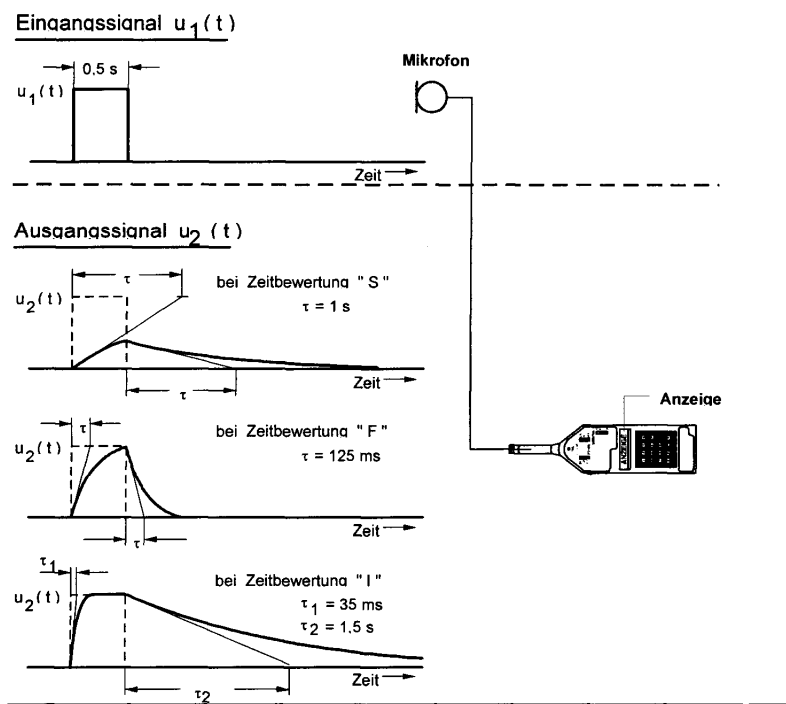 Eingangssignal u1(t)
0,5 s
u1(t)
Zeit
Mikrofon
Ausgangssignal u2 (t)
τ
bei Zeitbewertung "S"
u2(t)
τ = 1 s
Zeit
τ
Anzeige
ANZEIGE
τ
bei Zeitbewertung "F"
u2(t)
τ = 125 ms
Zeit
τ
τ1
bei Zeitbewertung "I"
u2(t)
τ1 = 35 ms
τ2 = 1,5 s
Zeit
τ2